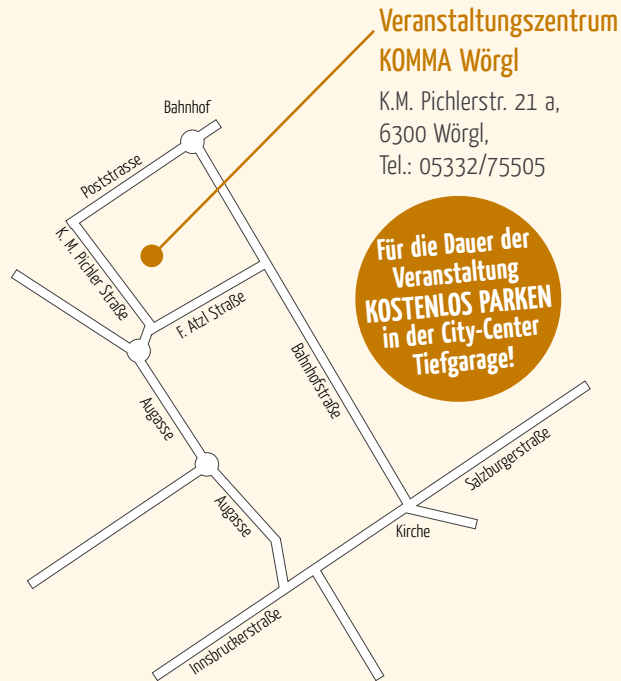 Veranstaltungszentrum
KOMMA Wörgl
K.M. Pichlerstr. 21 a,
6300 Wörgl,
Tel.: 05332/75505
Bahnhof
Poststrasse
K. M. Pichler Straße
F. Atzl Straße
Für die Dauer der
Veranstaltung
KOSTENLOS PARKEN
in der City-Center
Tiefgarage!
Bahnhofstraße
Augasse
Augasse
Salzburgerstraße
Kirche
Innsbruckerstraße